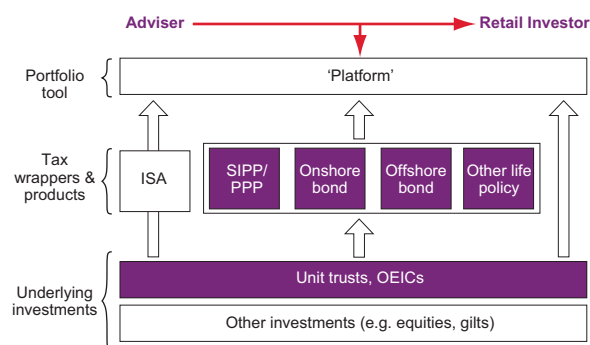 Adviser
Retail Investor
Portfolio
tool
‘Platform’
Tax
wrappers &
products
ISA
SIPP/
PPP
Onshore
bond
Offshore
bond
Other life
policy
Underlying
investments
Unit trusts, OEICs
Other investments (e.g. equities, gilts)